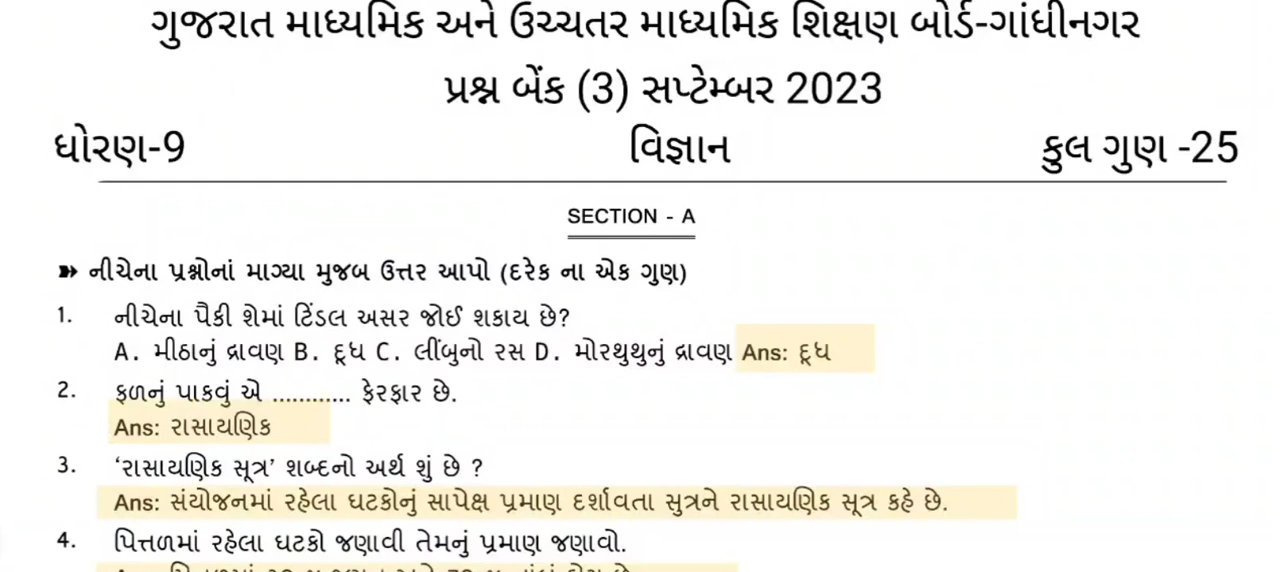 ગુજરાત માધ્યમિક અને ઉચ્ચતર માધ્યમિક શિક્ષણ બોર્ડ-ગાંધીનગર
પ્રશ્ન બેંક (3) સપ્ટેમ્બર 2023
ધોરણ-9 વિજ્ઞાન કુલ ગુણ -25
SECTION - A
➽ નીચેના પ્રશ્નોનાં માગ્યા મુજબ ઉત્તર આપો (દરેક ના એક ગુણ)
1. નીચેના પૈકી શેમાં ટિંડલ અસર જોઈ શકાય છે?
A. મીઠાનું દ્રાવણ B. દૂધ C. લીંબુનો રસ D. મોરથુથુનું દ્રાવણ Ans: દૂધ
2. ફળનું પાકવું એ ............ ફેરફાર છે.
Ans: રાસાયણિક
3. ‘રાસાયણિક સૂત્ર’ શબ્દનો અર્થ શું છે ?
Ans: સંયોજનમાં રહેલા ઘટકોનું સાપેક્ષ પ્રમાણ દર્શાવતા સુત્રને રાસાયણિક સૂત્ર કહે છે.
4. પિત્તળમાં રહેલા ઘટકો જણાવી તેમનું પ્રમાણ જણાવો.